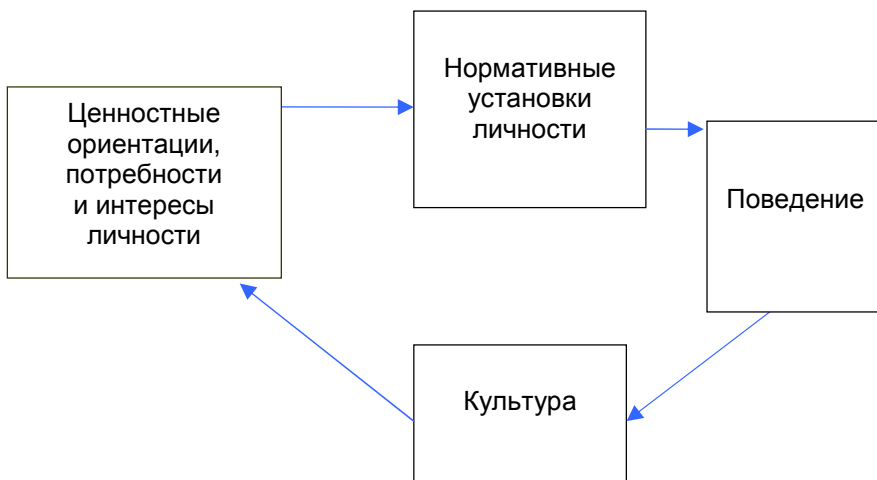 Ценностные
ориентации,
потребности
и интересы
личности
Нормативные
установки
личности
Поведение
Культура